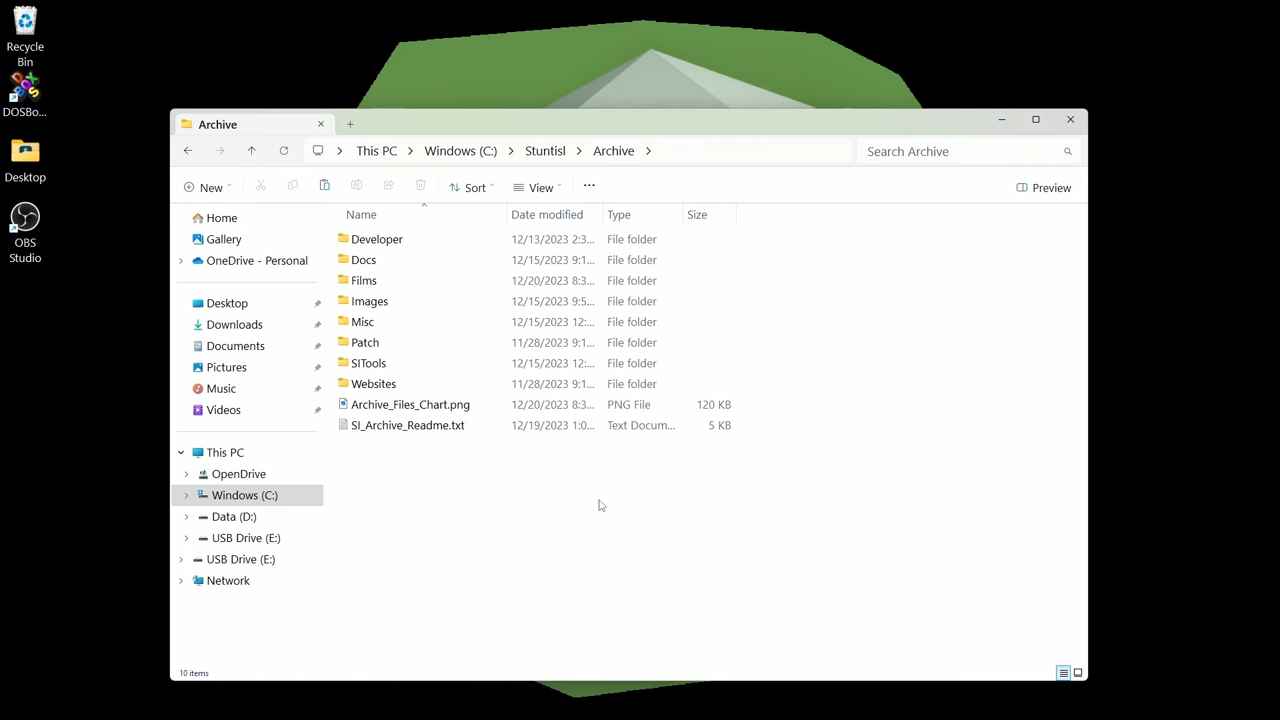 Recycle
Bin
DOSBo...
Desktop
OBS
Studio
Archive
This PC
Windows (C:)
Stuntisl
Archive
Search Archive
New
Sort
View
Preview
Home
Gallery
OneDrive - Personal
Desktop
Downloads
Documents
Pictures
Music
Videos
This PC
OpenDrive
Windows (C:)
Data (D:)
USB Drive (E:)
USB Drive (E:)
Network
Name Date modified Type Size
Developer 12/13/2023 2:3... File folder
Docs 12/15/2023 9:1... File folder
Films 12/20/2023 8:3... File folder
Images 12/15/2023 9:5... File folder
Misc 12/15/2023 12:... File folder
Patch 11/28/2023 9:1... File folder
SITools 12/15/2023 12:... File folder
Websites 11/28/2023 9:1... File folder
Archive_Files_Chart.png 12/20/2023 8:3... PNG File 120 KB
SI_Archive_Readme.txt 12/19/2023 1:0... Text Docum... 5 KB
10 items